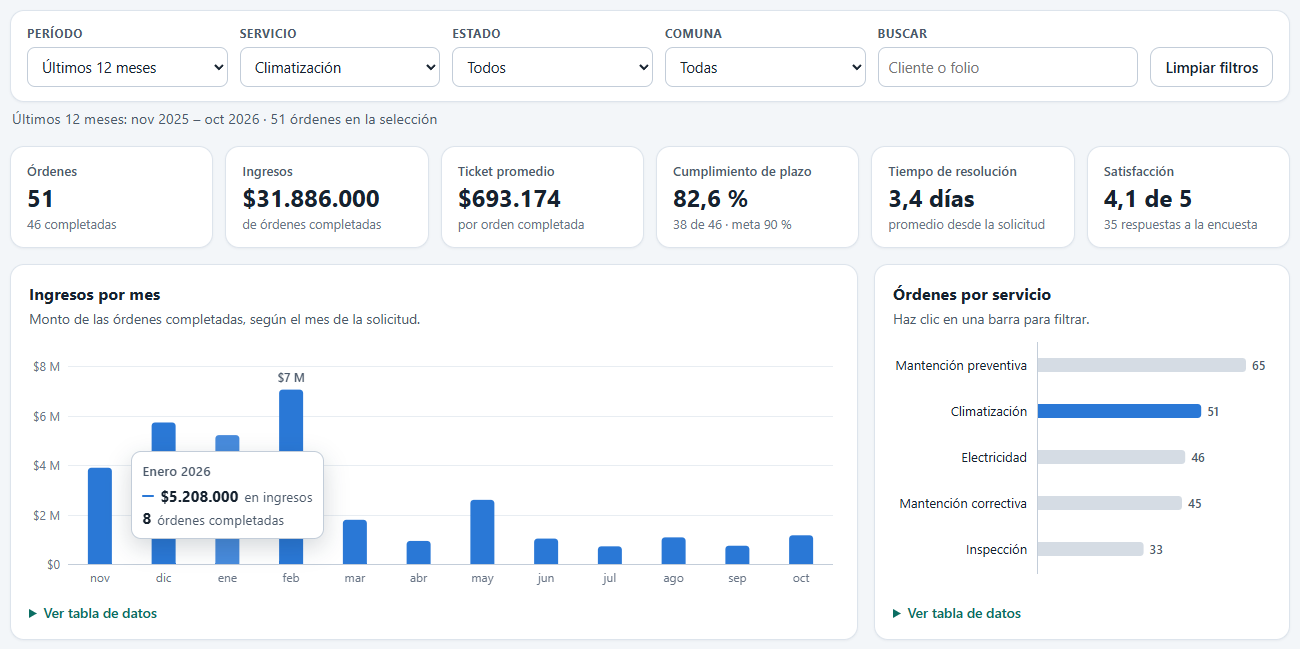 PERÍODO SERVICIO ESTADO COMUNA BUSCAR
Últimos 12 meses Climatización Todos Todas Cliente o folio Limpiar filtros
Últimos 12 meses: nov 2025 – oct 2026 · 51 órdenes en la selección
Órdenes
51
46 completadas
Ingresos
$31.886.000
de órdenes completadas
Ticket promedio
$693.174
por orden completada
Cumplimiento de plazo
82,6 %
38 de 46 · meta 90 %
Tiempo de resolución
3,4 días
promedio desde la solicitud
Satisfacción
4,1 de 5
35 respuestas a la encuesta
Ingresos por mes
Monto de las órdenes completadas, según el mes de la solicitud.
$8 M
$7 M
$6 M
$4 M
$2 M
$0
Enero 2026
$5.208.000 en ingresos
8 órdenes completadas
nov dic ene feb mar abr may jun jul ago sep oct
▶ Ver tabla de datos
Órdenes por servicio
Haz clic en una barra para filtrar.
Mantención preventiva 65
Climatización 51
Electricidad 46
Mantención correctiva 45
Inspección 33
▶ Ver tabla de datos